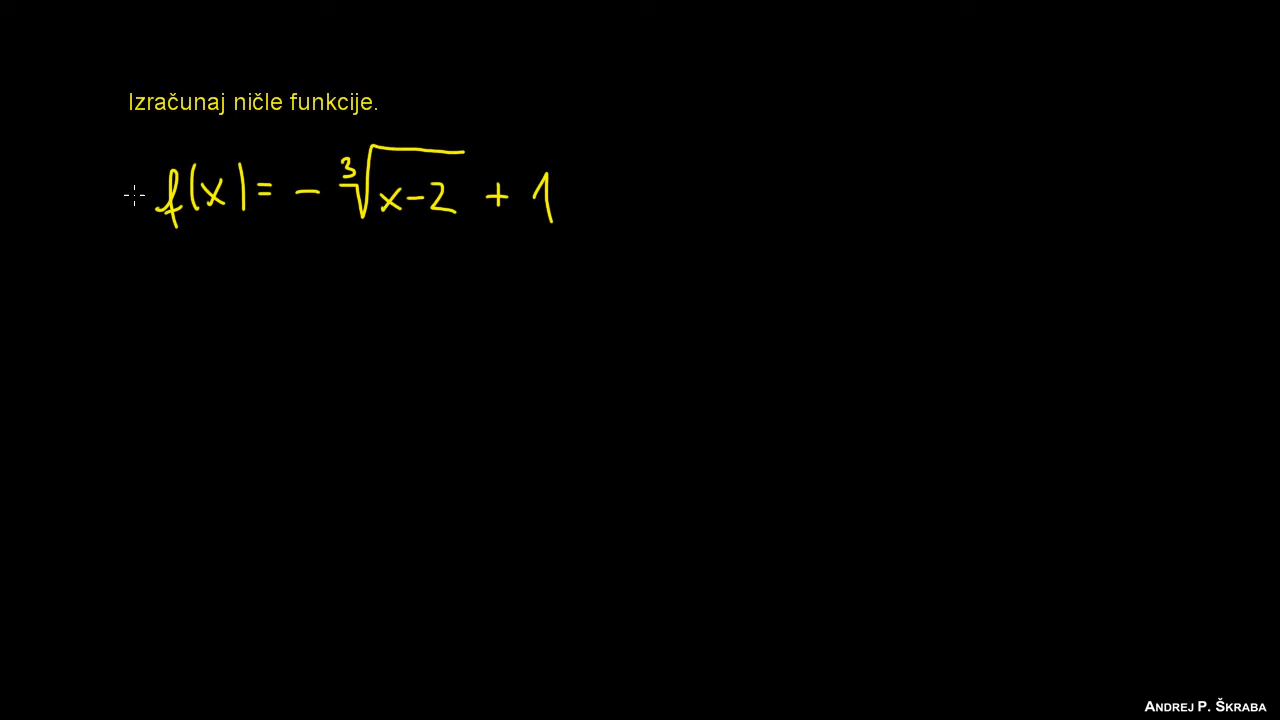 Izračunaj ničle funkcije.
f(x) = - ∛(x-2) + 1
ANDREJ P. ŠKRABA